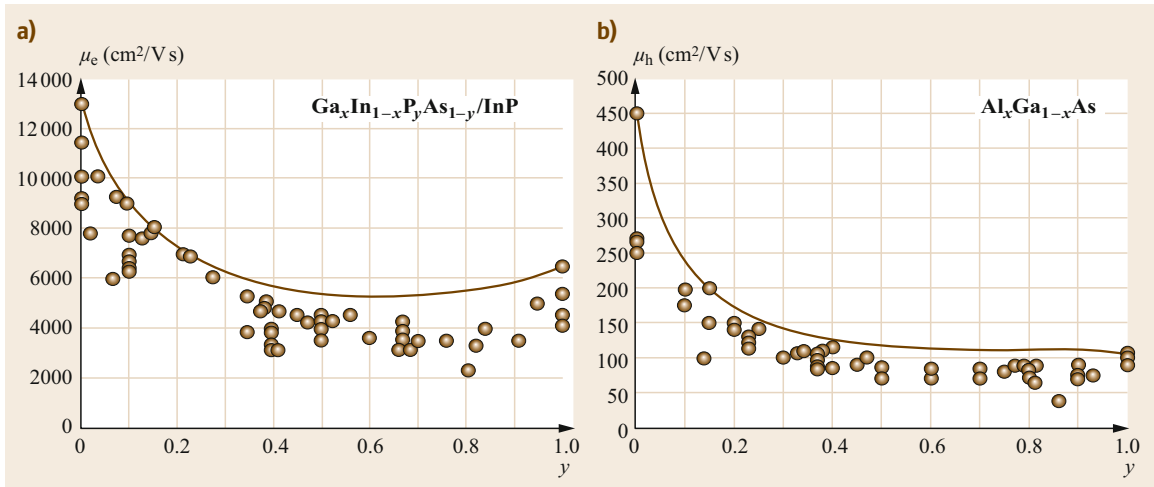 a)
μe (cm²/V s)
14 000
12 000
10 000
8000
6000
4000
2000
0
GaxIn1−xPyAs1−y/InP
0 0.2 0.4 0.6 0.8 1.0
y
b)
μh (cm²/V s)
500
450
400
350
300
250
200
150
100
50
0
AlxGa1−xAs
0 0.2 0.4 0.6 0.8 1.0
y